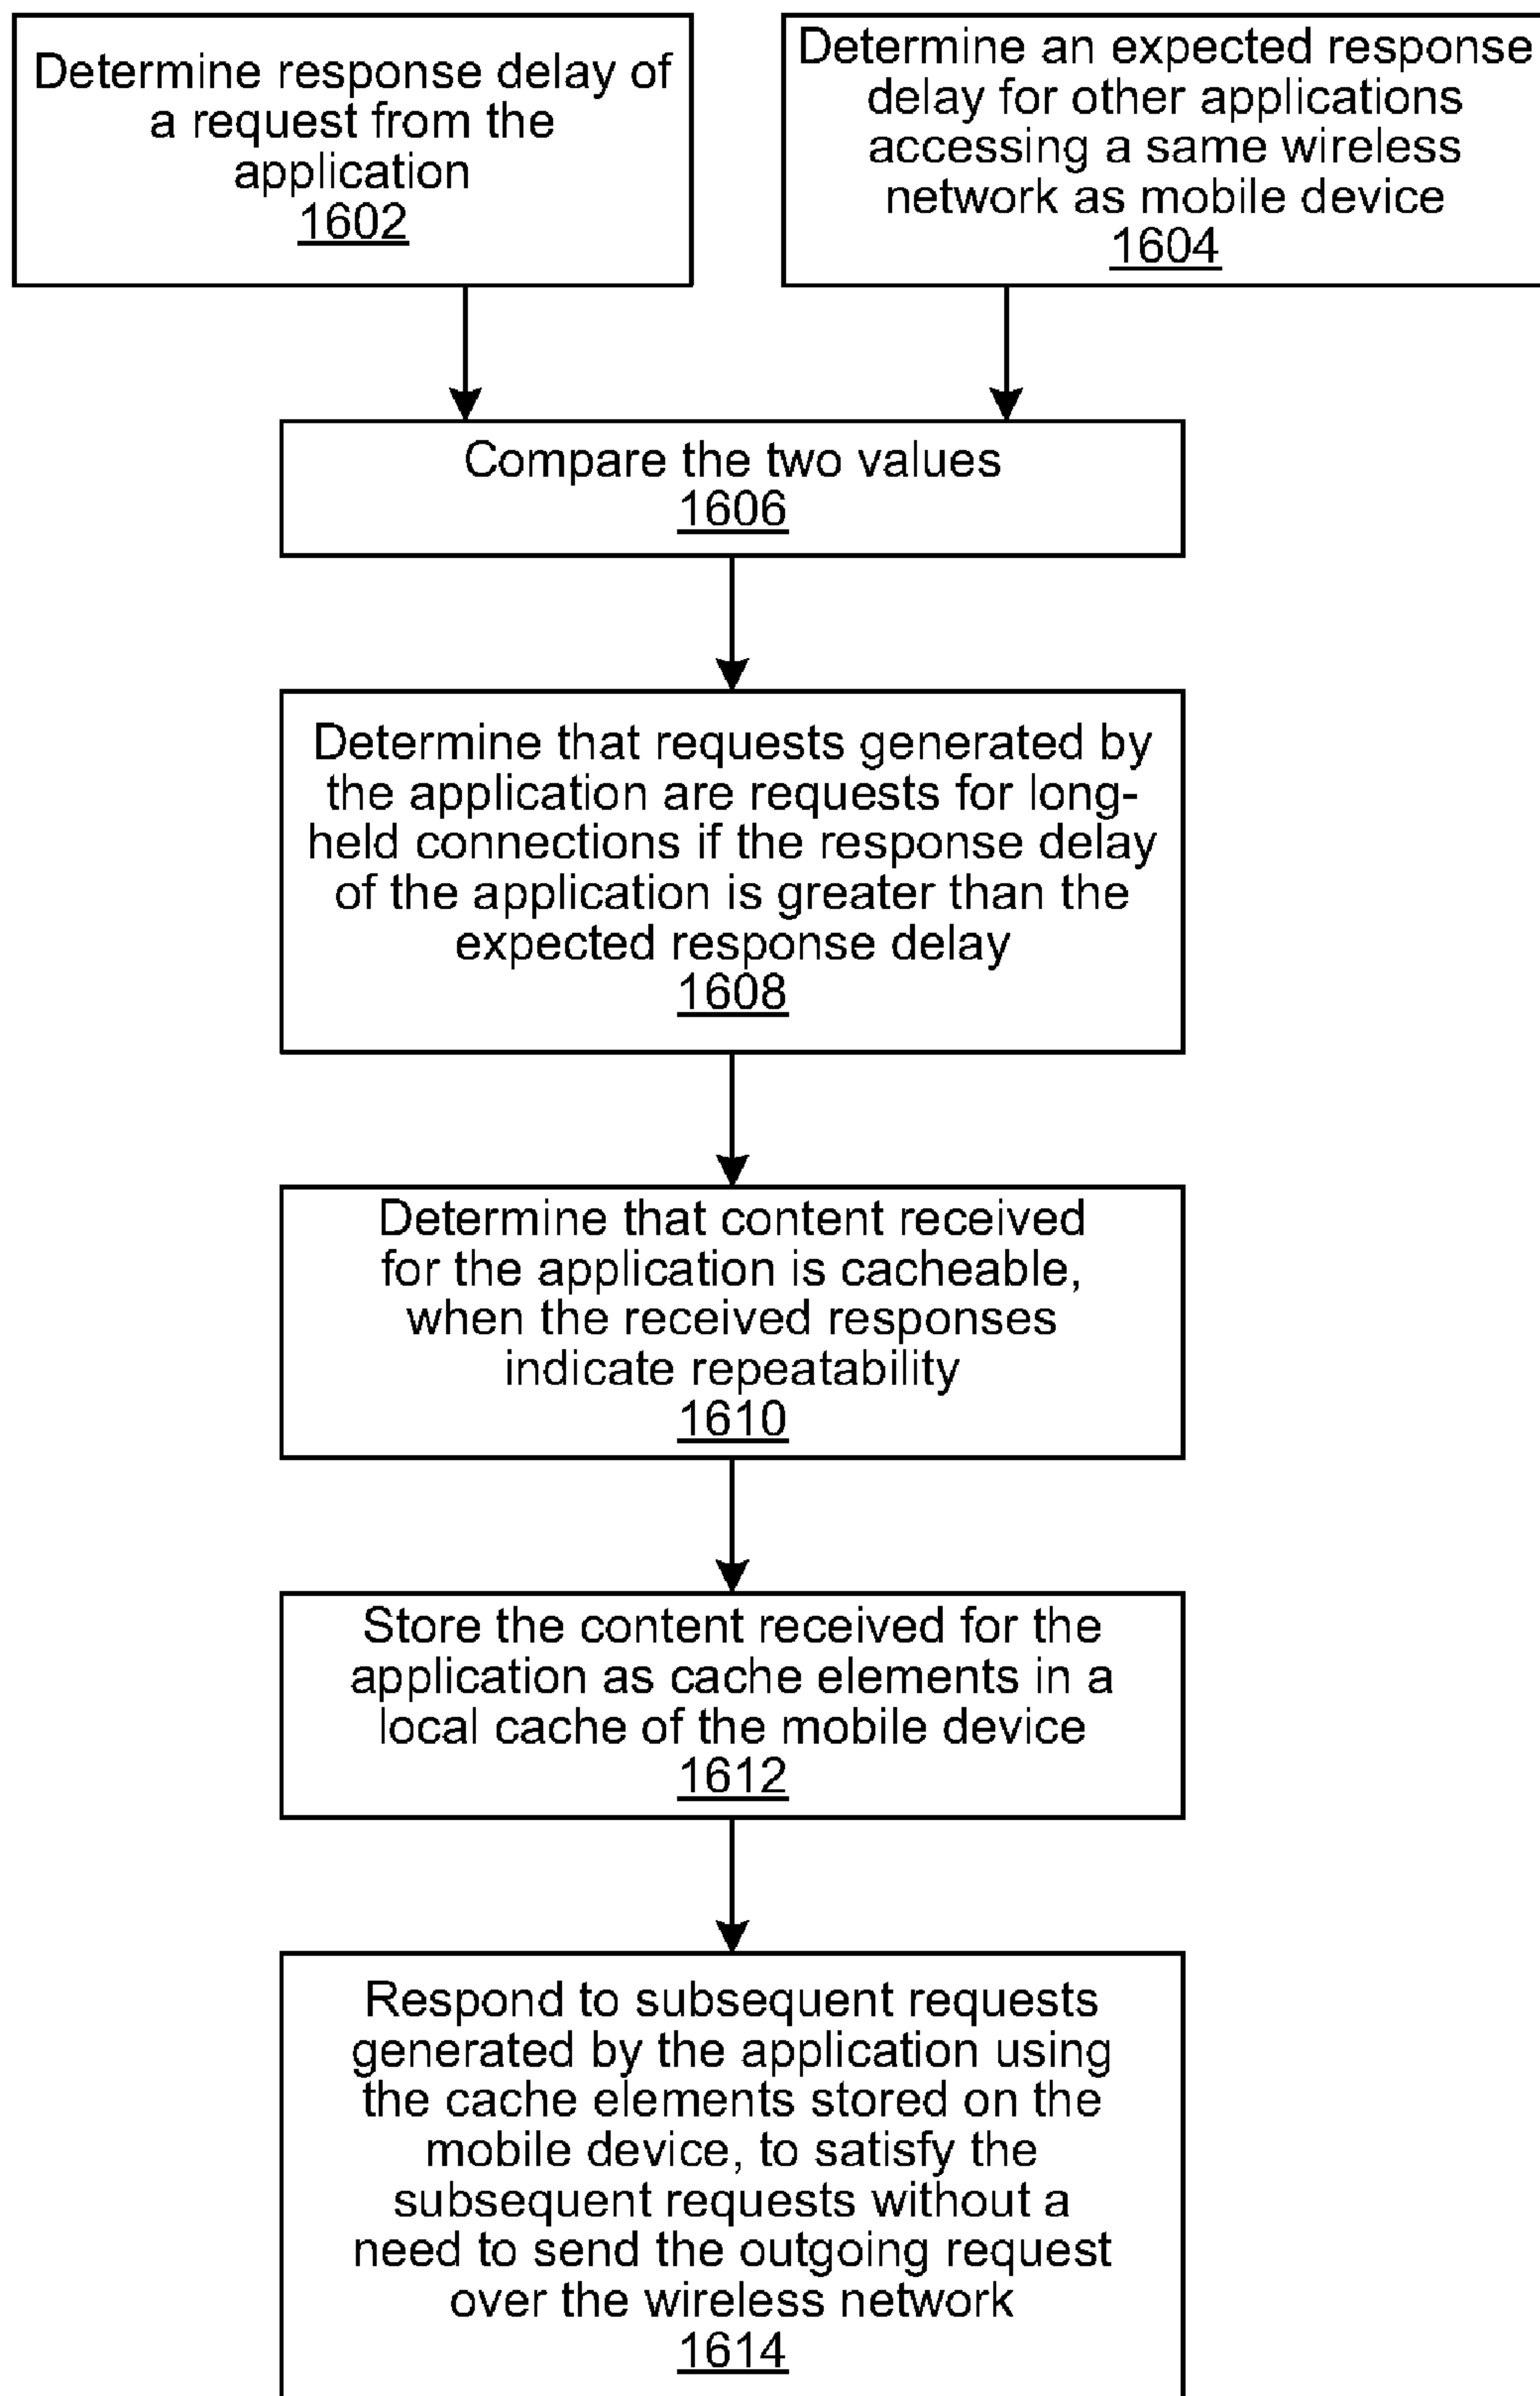 Determine response delay of
a request from the
application
1602
Determine an expected response
delay for other applications
accessing a same wireless
network as mobile device
1604
Compare the two values
1606
Determine that requests generated by
the application are requests for long-
held connections if the response delay
of the application is greater than the
expected response delay
1608
Determine that content received
for the application is cacheable,
when the received responses
indicate repeatability
1610
Store the content received for the
application as cache elements in a
local cache of the mobile device
1612
Respond to subsequent requests
generated by the application using
the cache elements stored on the
mobile device, to satisfy the
subsequent requests without a
need to send the outgoing request
over the wireless network
1614